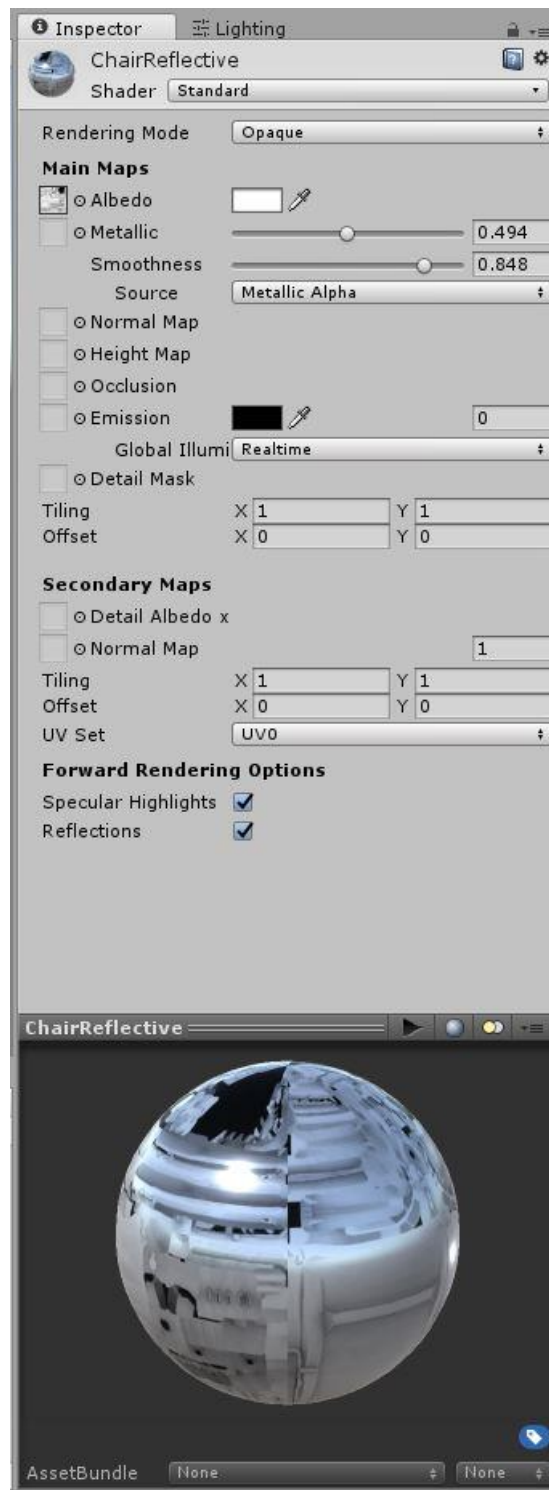 Inspector Lighting
ChairReflective
Shader Standard
Rendering Mode Opaque
Main Maps
Albedo
Metallic 0.494
Smoothness 0.848
Source Metallic Alpha
Normal Map
Height Map
Occlusion
Emission 0
Global Illumi Realtime
Detail Mask
Tiling X 1 Y 1
Offset X 0 Y 0
Secondary Maps
Detail Albedo x
Normal Map 1
Tiling X 1 Y 1
Offset X 0 Y 0
UV Set UV0
Forward Rendering Options
Specular Highlights
Reflections
ChairReflective
AssetBundle None None